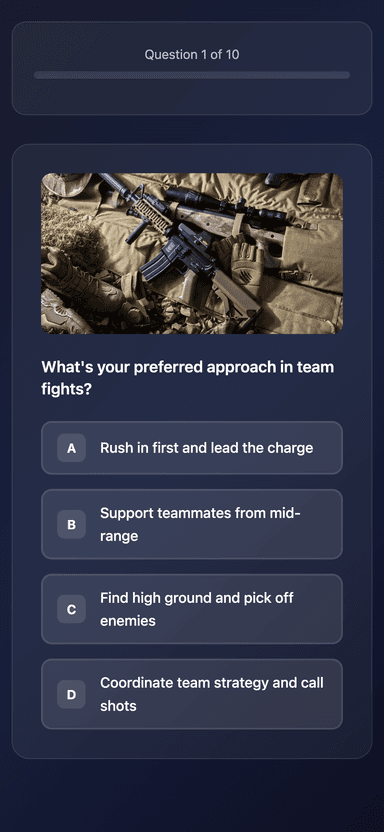 Question 1 of 10
What's your preferred approach in team
fights?
A
Rush in first and lead the charge
B
Support teammates from mid-
range
C
Find high ground and pick off
enemies
D
Coordinate team strategy and call
shots